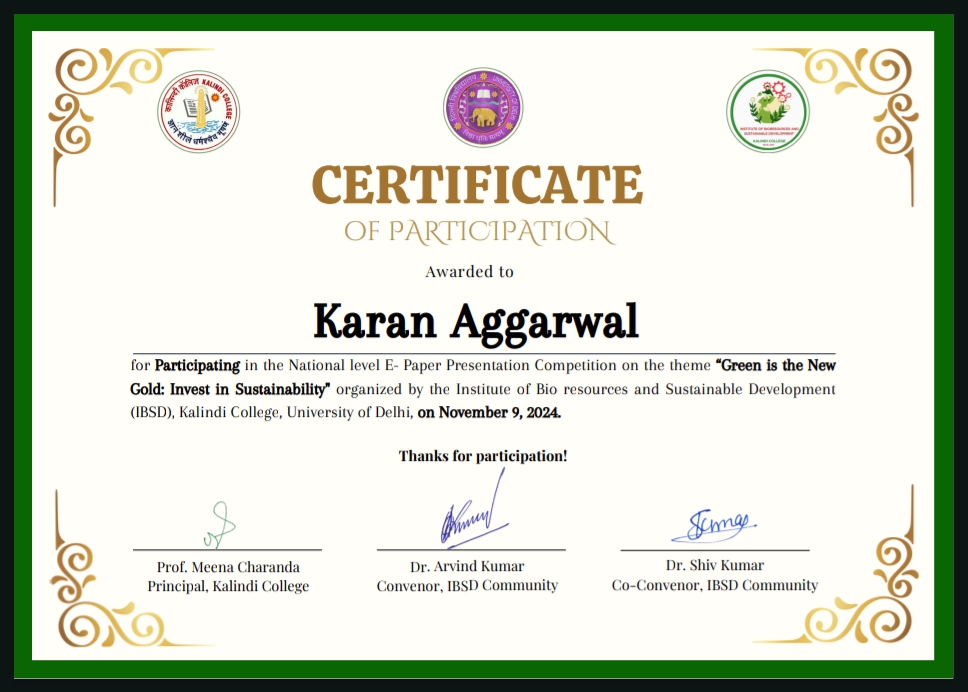 कालिन्दी कॉलेज KALINDI COLLEGE
ज्ञानं शीलं धर्मश्चैव भूषणम्
INSTITUTE OF BIORESOURCES AND
SUSTAINABLE DEVELOPMENT
KALINDI COLLEGE
CERTIFICATE
OF PARTICIPATION
Awarded to
Karan Aggarwal
for Participating in the National level E- Paper Presentation Competition on the theme “Green is the New
Gold: Invest in Sustainability” organized by the Institute of Bio resources and Sustainable Development
(IBSD), Kalindi College, University of Delhi, on November 9, 2024.
Thanks for participation!
Prof. Meena Charanda
Principal, Kalindi College
Dr. Arvind Kumar
Convenor, IBSD Community
Dr. Shiv Kumar
Co-Convenor, IBSD Community